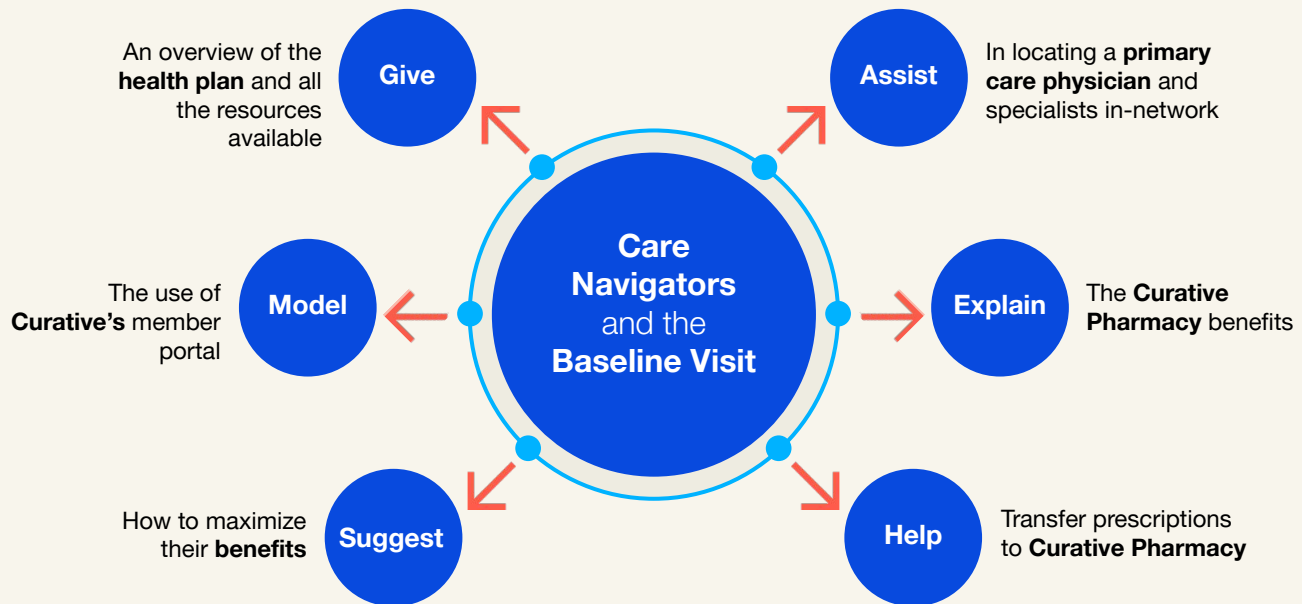 Give
An overview of the
health plan and all
the resources
available
Assist
In locating a primary
care physician and
specialists in-network
Care
Navigators
and the
Baseline Visit
Model
The use of
Curative's member
portal
Explain
The Curative
Pharmacy benefits
Suggest
How to maximize
their benefits
Help
Transfer prescriptions
to Curative Pharmacy